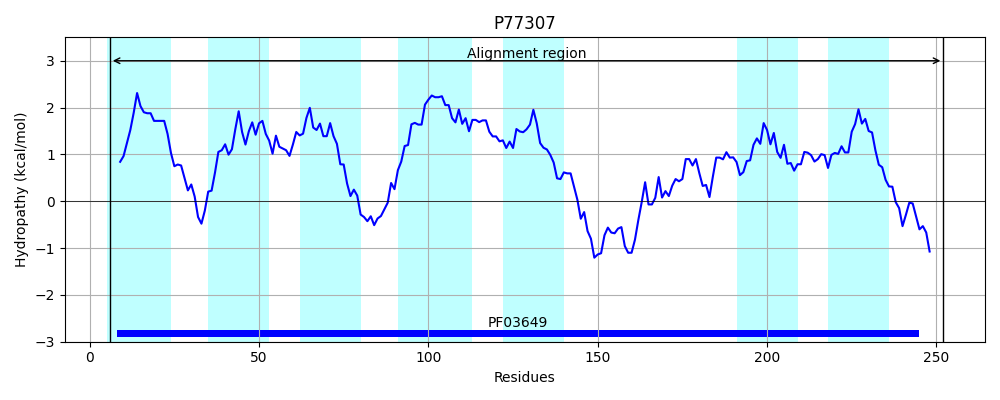 P77307
Alignment region
3
2
1
0
−1
−2
−3
Hydropathy (kcal/mol)
PF03649
0 50 100 150 200 250
Residues